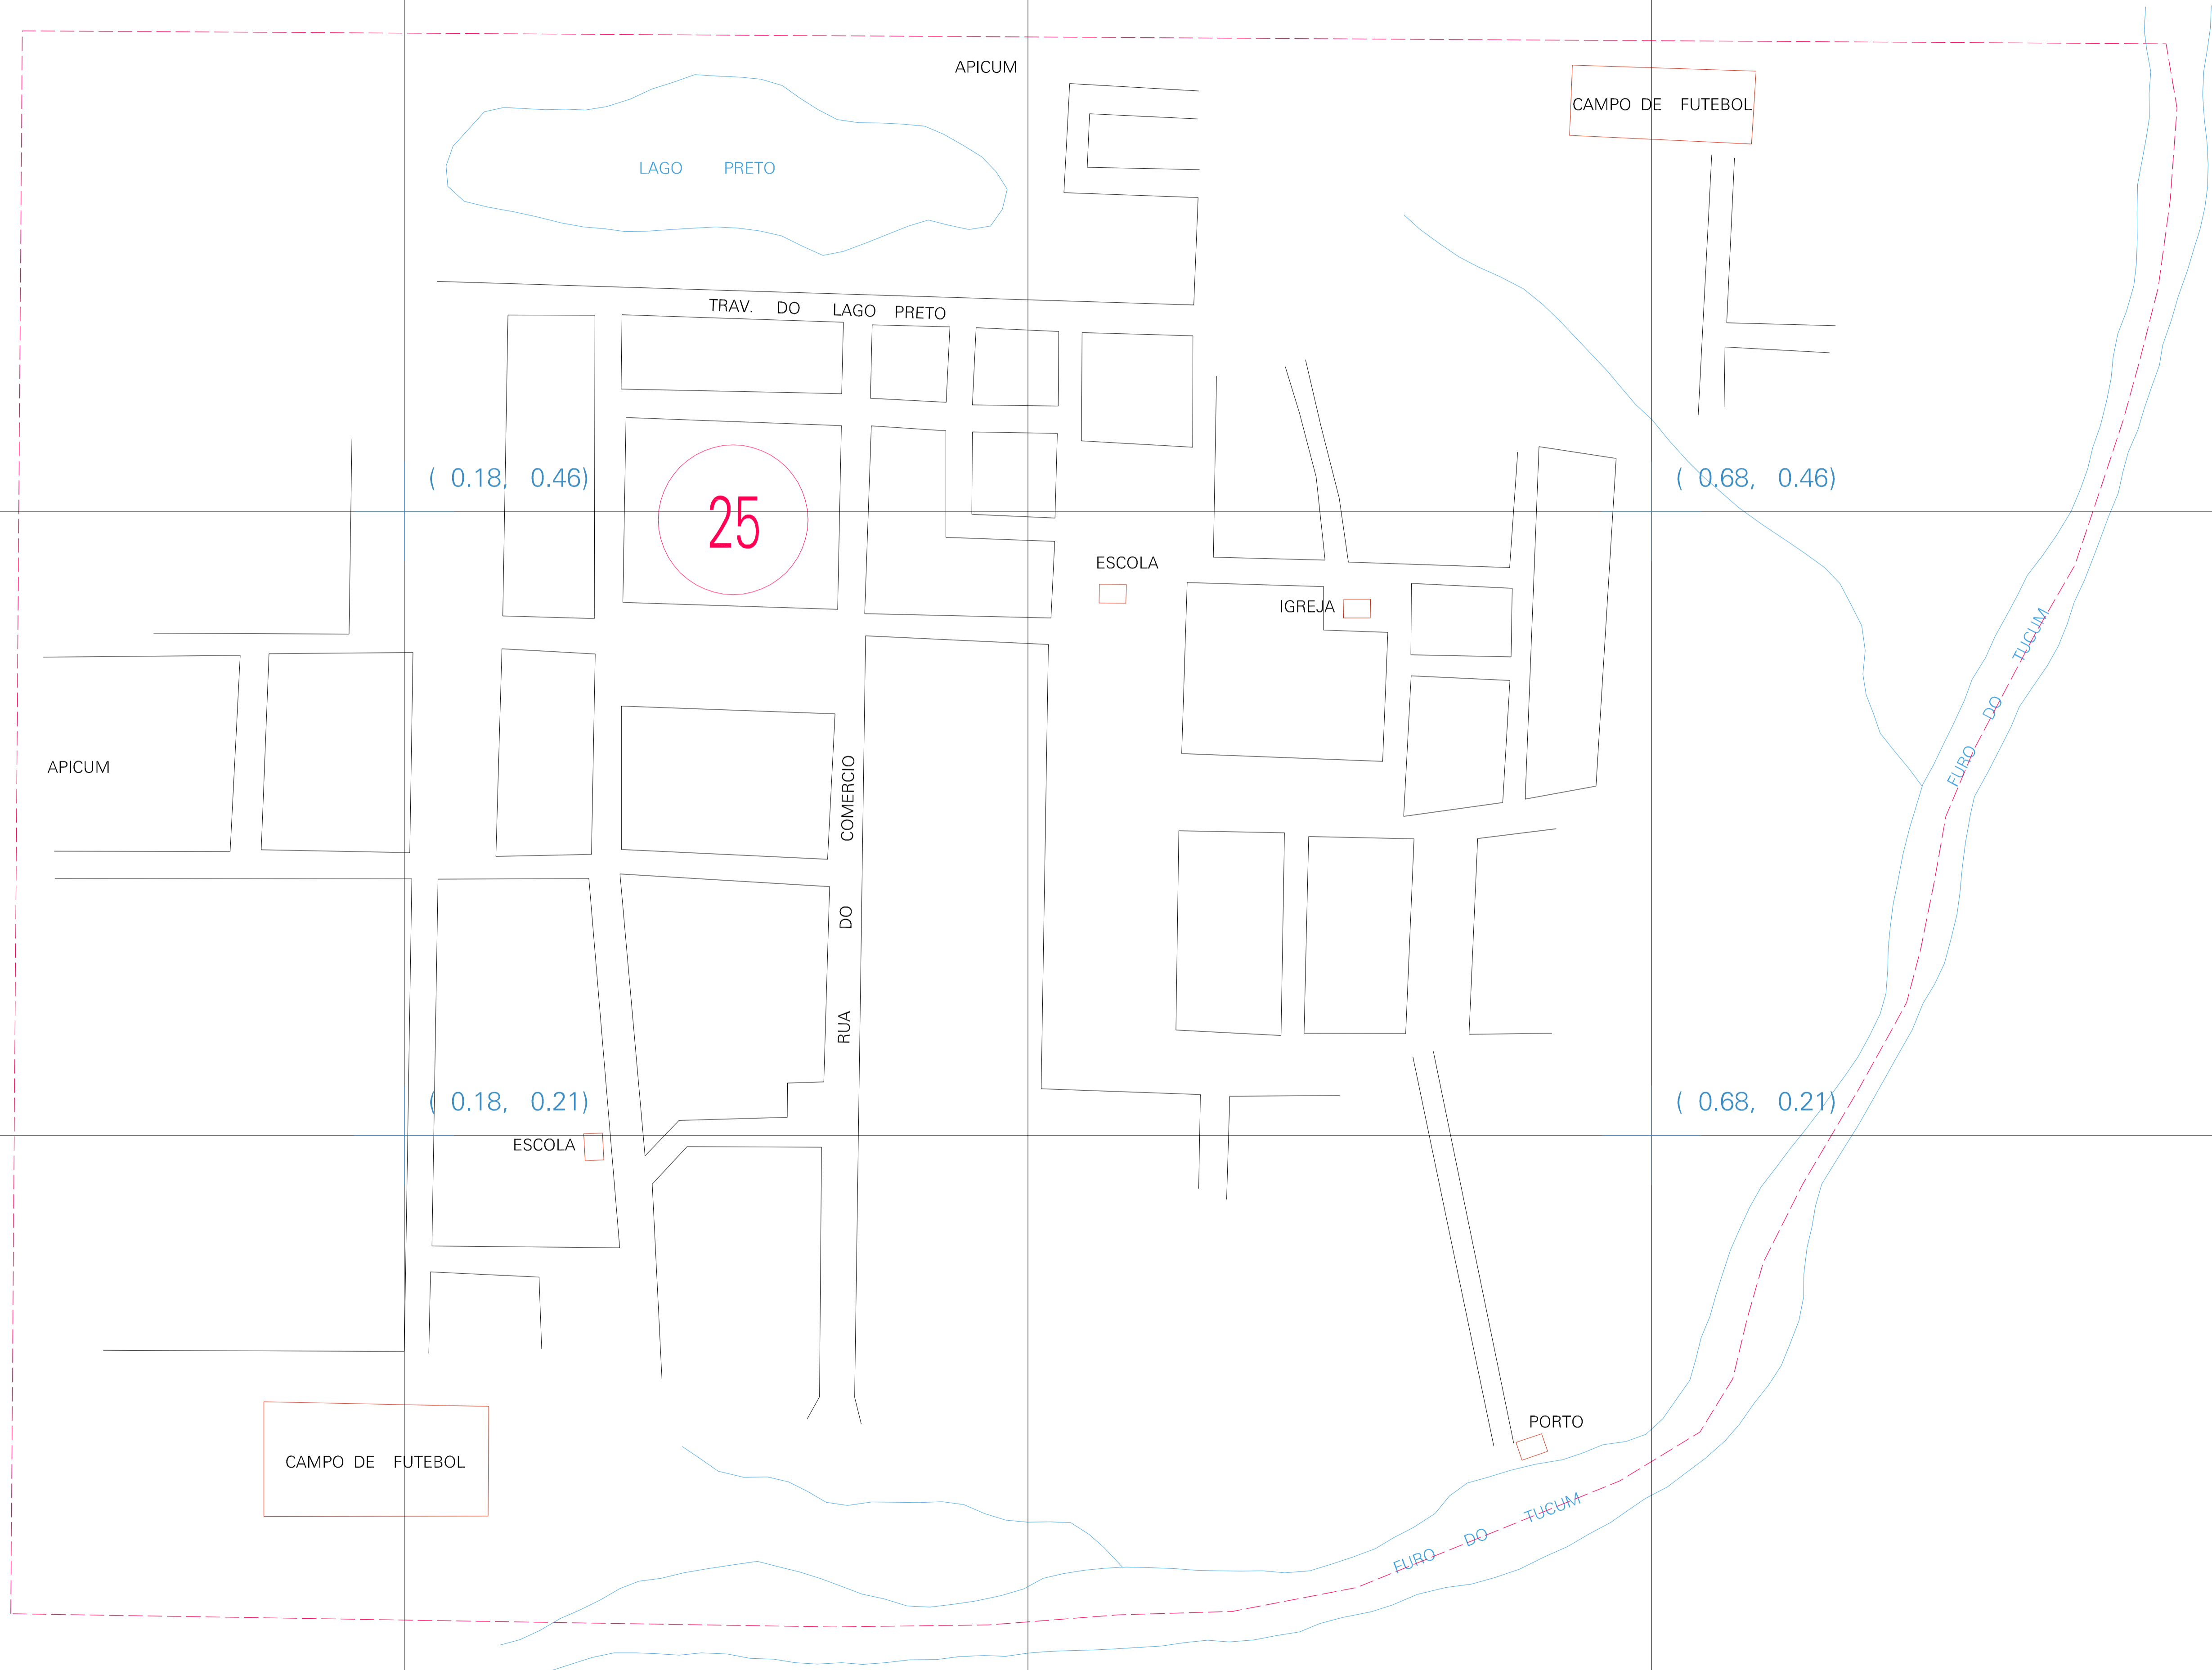 APICUM
CAMPO DE FUTEBOL
LAGO PRETO
TRAV. DO LAGO PRETO
( 0.18, 0.46)
( 0.68, 0.46)
25
ESCOLA
IGREJA
FURO DO TUCUM
APICUM
RUA DO COMERCIO
( 0.18, 0.21)
( 0.68, 0.21)
ESCOLA
PORTO
CAMPO DE FUTEBOL
FURO DO TUCUM